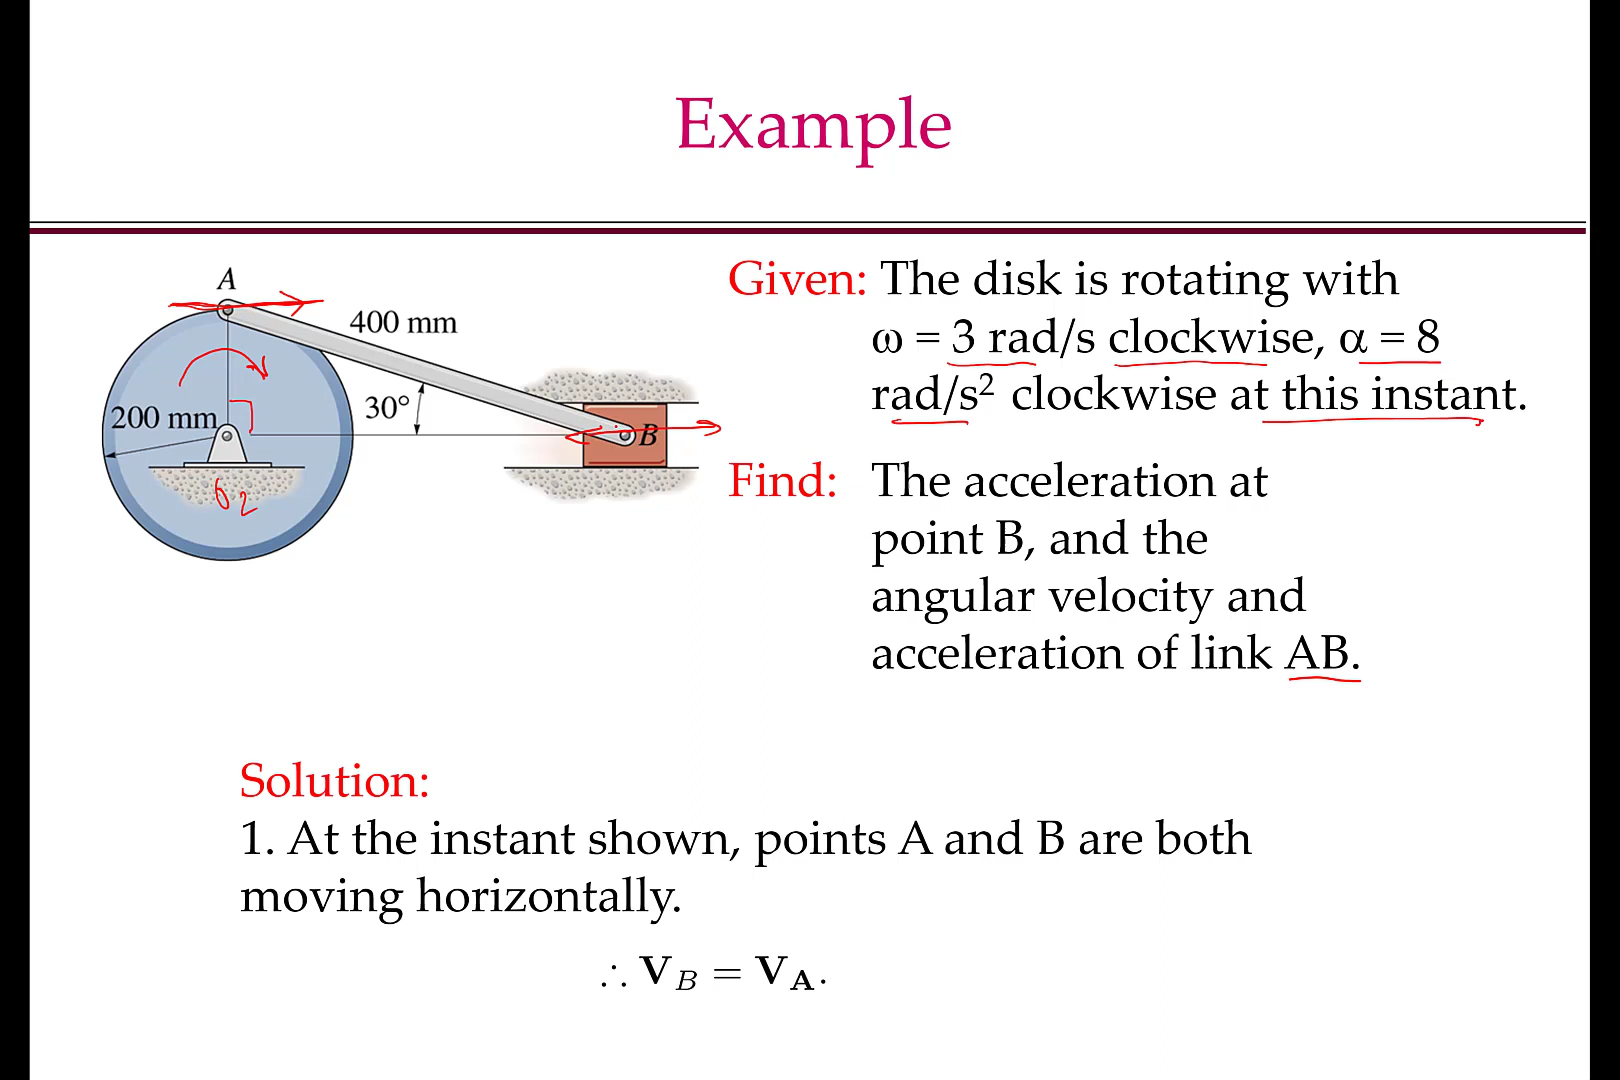 Example
A
400 mm
30°
200 mm
B
O₂
Given: The disk is rotating with
ω = 3 rad/s clockwise, α = 8
rad/s² clockwise at this instant.
Find: The acceleration at
point B, and the
angular velocity and
acceleration of link AB.
Solution:
1. At the instant shown, points A and B are both
moving horizontally.
∴ V_B = V_A.